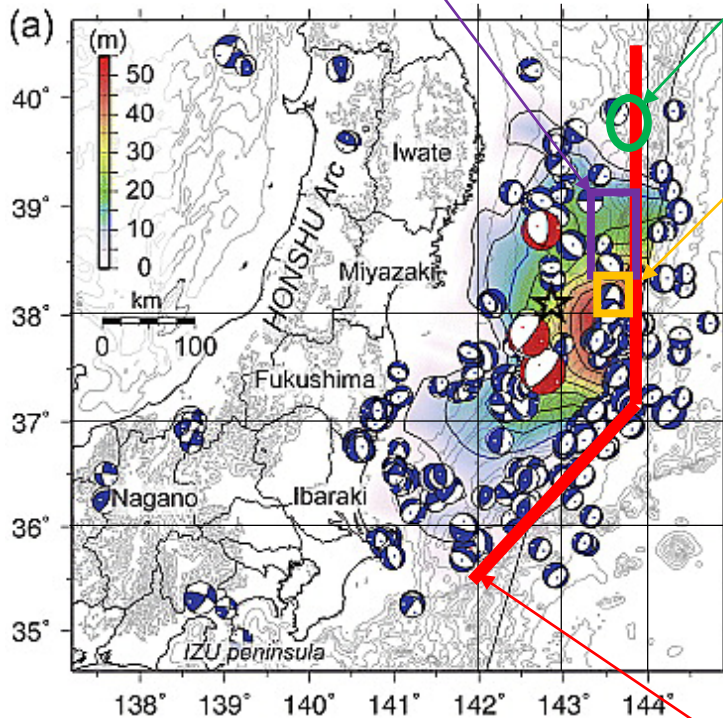 (a)
(m)
50
40
30
20
10
0
km
0 100
HONSHU Arc
Iwate
Miyazaki
Fukushima
Nagano
Ibaraki
IZU peninsula
40°
39°
38°
37°
36°
35°
138° 139° 140° 141° 142° 143° 144°